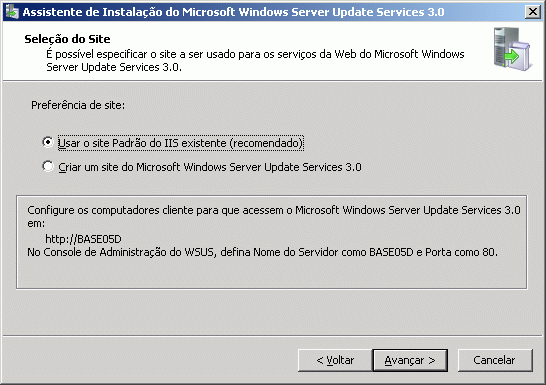 Assistente de Instalação do Microsoft Windows Server Update Services 3.0
Seleção do Site
É possível especificar o site a ser usado para os serviços da Web do Microsoft Windows
Server Update Services 3.0.
Preferência de site:
Usar o site Padrão do IIS existente (recomendado)
Criar um site do Microsoft Windows Server Update Services 3.0
Configure os computadores cliente para que acessem o Microsoft Windows Server Update Services 3.0
em:
http://BASE05D
No Console de Administração do WSUS, defina Nome do Servidor como BASE05D e Porta como 80.
< Voltar
Avançar >
Cancelar